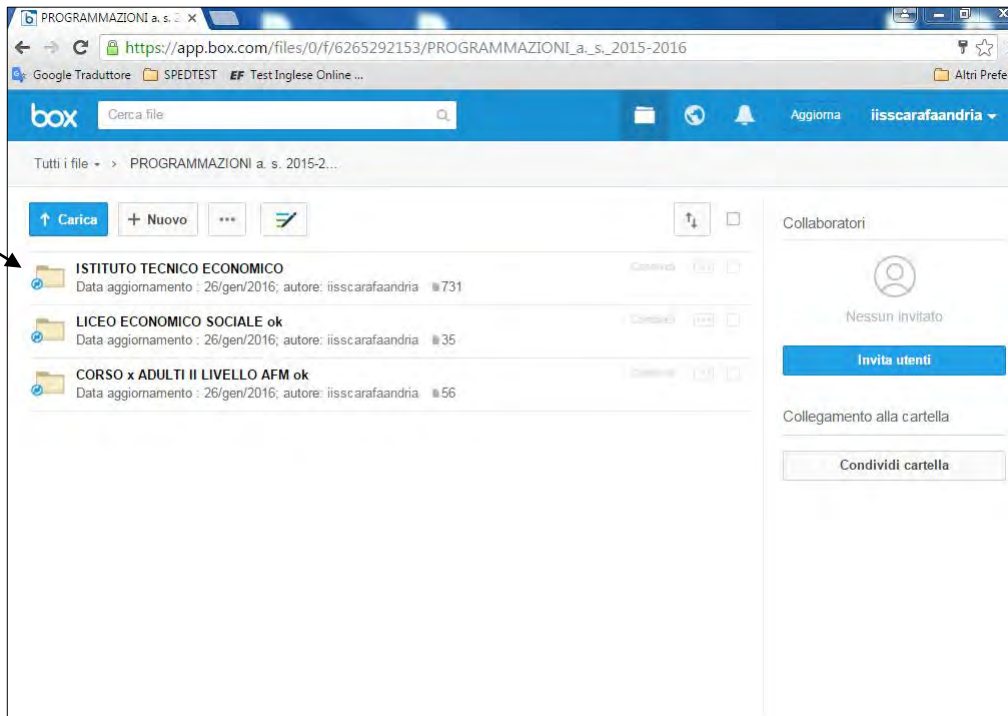 PROGRAMMAZIONI a. s. 2
https://app.box.com/files/0/f/6265292153/PROGRAMMAZIONI_a._s._2015-2016
Google Traduttore SPEDTEST EF Test Inglese Online ... Altri Prefe
box Cerca file Aggiorna iisscarafaandria
Tutti i file > PROGRAMMAZIONI a. s. 2015-2...
Carica + Nuovo ...
Collaboratori
ISTITUTO TECNICO ECONOMICO
Data aggiornamento : 26/gen/2016; autore: iisscarafaandria 731
Nessun invitato
LICEO ECONOMICO SOCIALE ok
Data aggiornamento : 26/gen/2016; autore: iisscarafaandria 35
Invita utenti
CORSO x ADULTI II LIVELLO AFM ok
Data aggiornamento : 26/gen/2016; autore: iisscarafaandria 56
Collegamento alla cartella
Condividi cartella